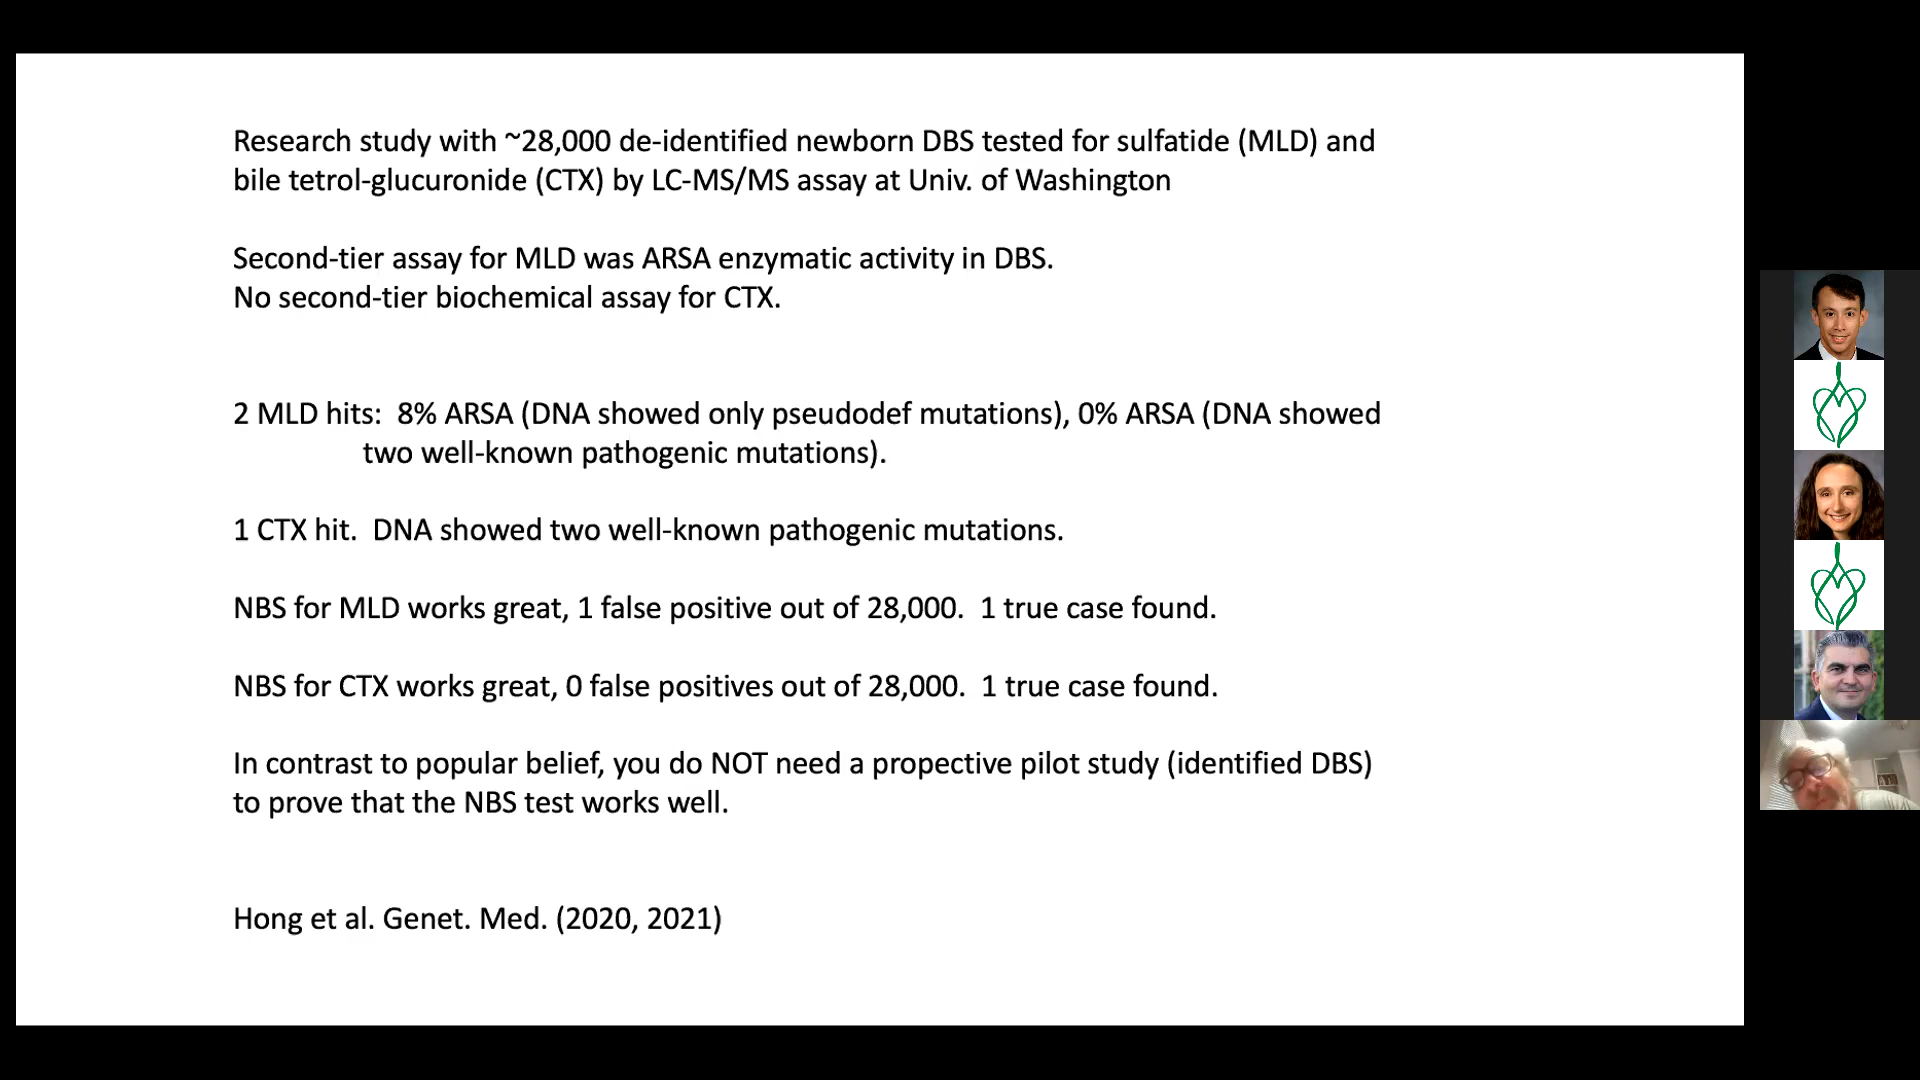 Research study with ~28,000 de-identified newborn DBS tested for sulfatide (MLD) and
bile tetrol-glucuronide (CTX) by LC-MS/MS assay at Univ. of Washington
Second-tier assay for MLD was ARSA enzymatic activity in DBS.
No second-tier biochemical assay for CTX.
2 MLD hits:  8% ARSA (DNA showed only pseudodef mutations), 0% ARSA (DNA showed
two well-known pathogenic mutations).
1 CTX hit.  DNA showed two well-known pathogenic mutations.
NBS for MLD works great, 1 false positive out of 28,000.  1 true case found.
NBS for CTX works great, 0 false positives out of 28,000.  1 true case found.
In contrast to popular belief, you do NOT need a propective pilot study (identified DBS)
to prove that the NBS test works well.
Hong et al. Genet. Med. (2020, 2021)